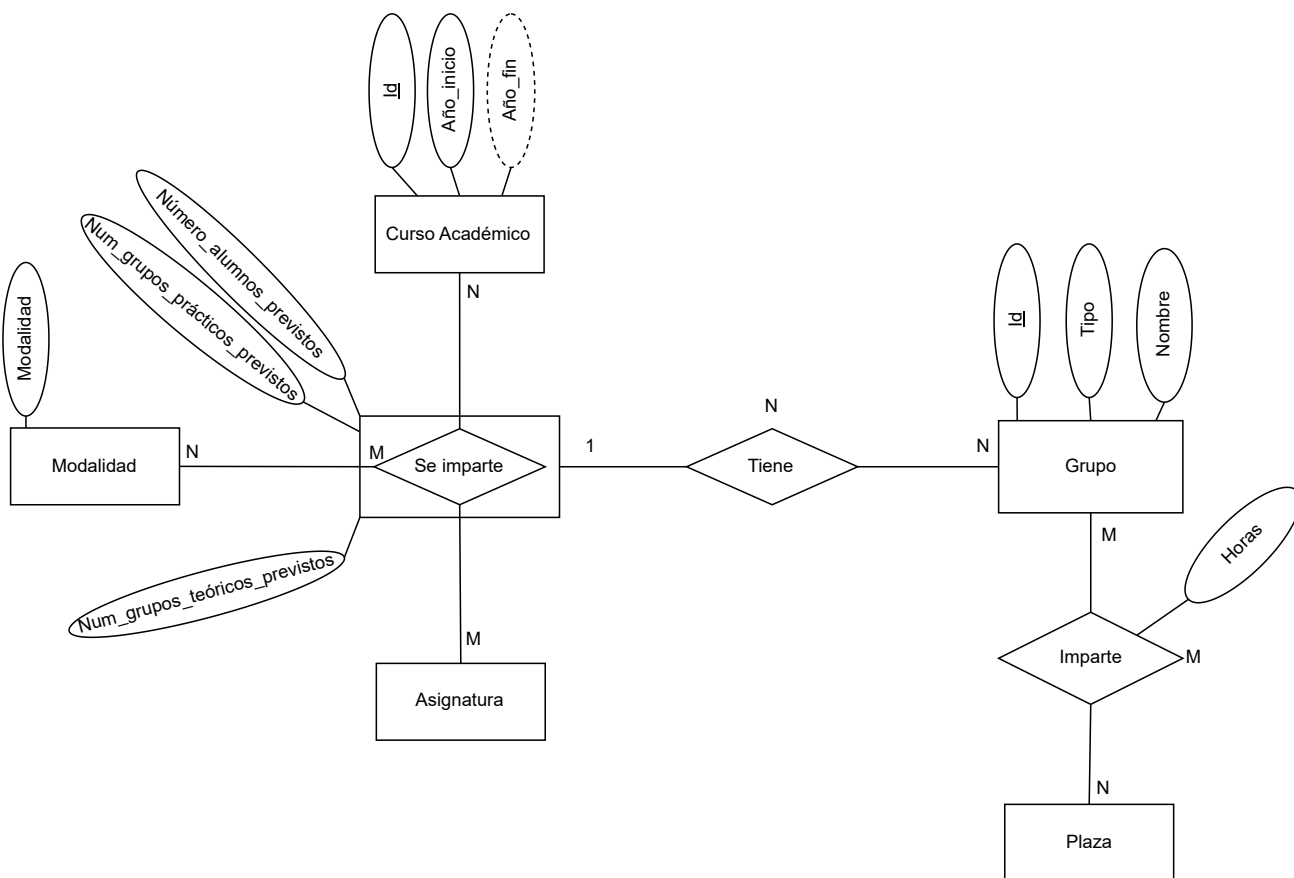 Id
Año_inicio
Año_fin
Curso Académico
N
Número_alumnos_previstos
Num_grupos_prácticos_previstos
Modalidad
Modalidad
N
M
Se imparte
1
N
Tiene
N
Id
Tipo
Nombre
Grupo
M
Horas
Num_grupos_teóricos_previstos
M
Asignatura
Imparte
M
N
Plaza